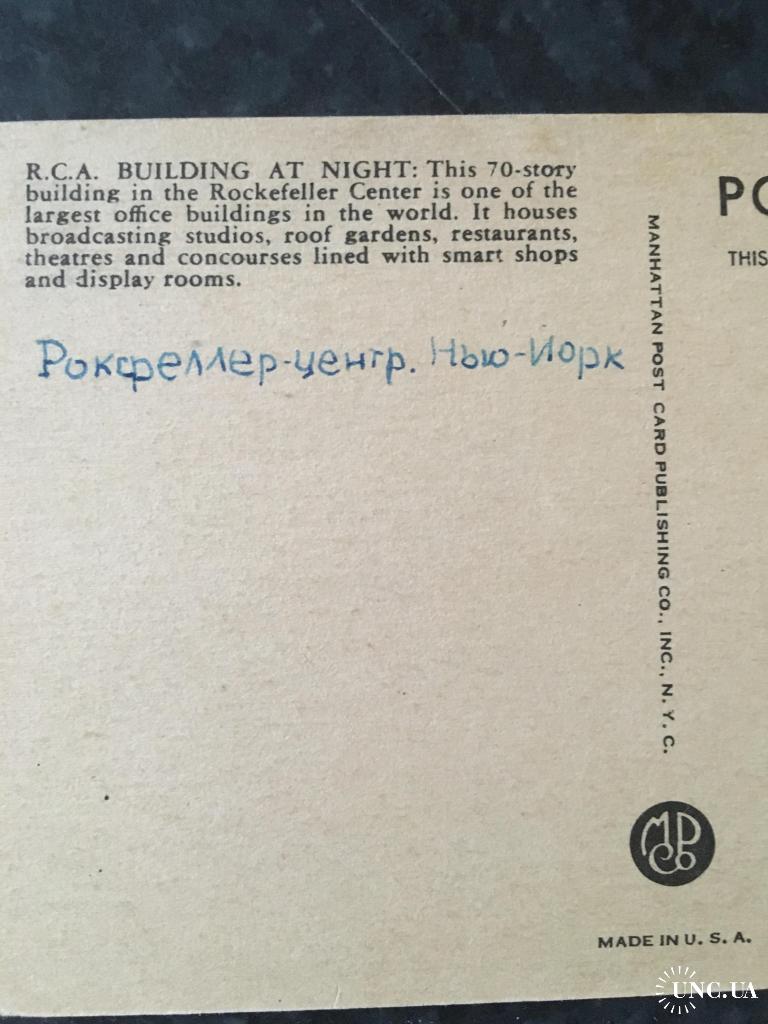 R.C.A. BUILDING AT NIGHT: This 70-story
building in the Rockefeller Center is one of the
largest office buildings in the world. It houses
broadcasting studios, roof gardens, restaurants,
theatres and concourses lined with smart shops
and display rooms.
Рокфеллер-центр. Нью-Йорк
MANHATTAN POST CARD PUBLISHING CO., INC., N. Y. C.
PO
THIS
MPCo
MADE IN U. S. A.
UNC.UA